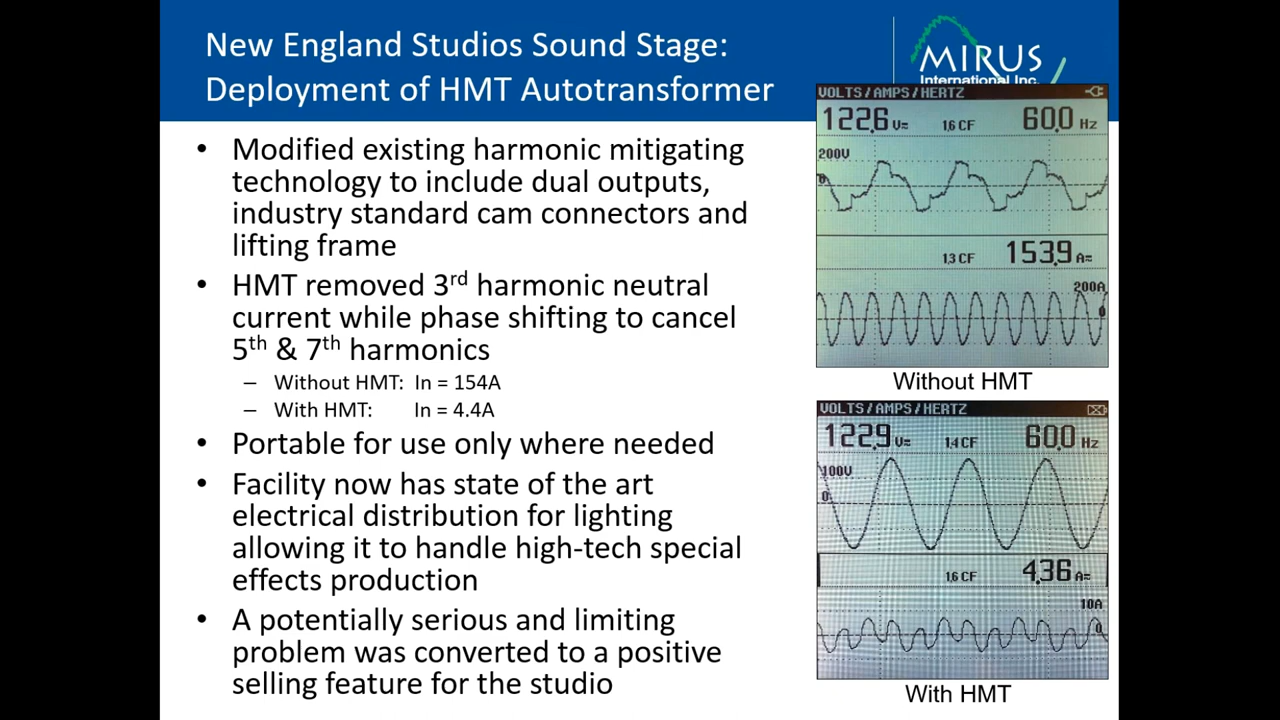 New England Studios Sound Stage:
Deployment of HMT Autotransformer
MIRUS
International Inc.
• Modified existing harmonic mitigating
technology to include dual outputs,
industry standard cam connectors and
lifting frame
• HMT removed 3rd harmonic neutral
current while phase shifting to cancel
5th & 7th harmonics
– Without HMT: In = 154A
– With HMT: In = 4.4A
• Portable for use only where needed
• Facility now has state of the art
electrical distribution for lighting
allowing it to handle high-tech special
effects production
• A potentially serious and limiting
problem was converted to a positive
selling feature for the studio
VOLTS/AMPS/HERTZ
122.6 V≂ 1.6 CF 60.0 Hz
200V
0
1.3 CF 153.9 A≂
200A
0
Without HMT
VOLTS/AMPS/HERTZ
122.9 V≂ 1.4 CF 60.0 Hz
100V
0
1.6 CF 4.36 A≂
10A
0
With HMT